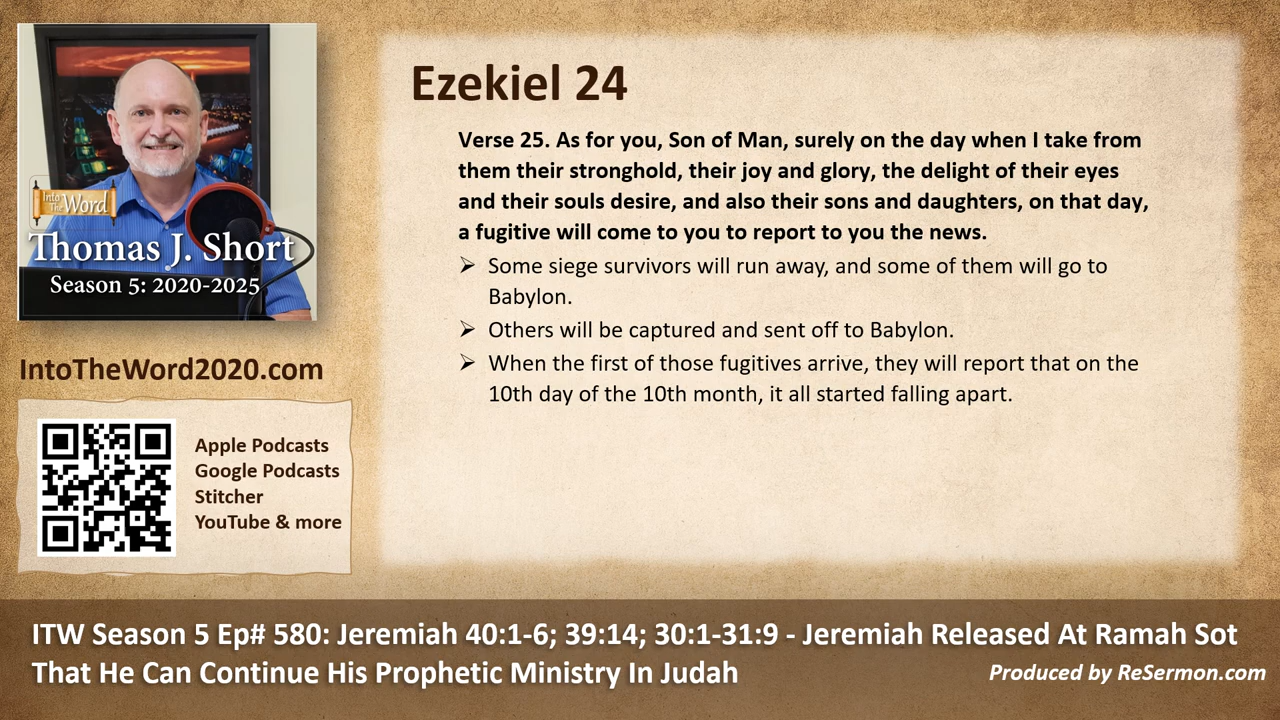 Into
The Word
Thomas J. Short
Season 5: 2020-2025
IntoTheWord2020.com
Apple Podcasts
Google Podcasts
Stitcher
YouTube & more
Ezekiel 24
Verse 25. As for you, Son of Man, surely on the day when I take from
them their stronghold, their joy and glory, the delight of their eyes
and their souls desire, and also their sons and daughters, on that day,
a fugitive will come to you to report to you the news.
➢ Some siege survivors will run away, and some of them will go to
Babylon.
➢ Others will be captured and sent off to Babylon.
➢ When the first of those fugitives arrive, they will report that on the
10th day of the 10th month, it all started falling apart.
ITW Season 5 Ep# 580: Jeremiah 40:1-6; 39:14; 30:1-31:9 - Jeremiah Released At Ramah Sot
That He Can Continue His Prophetic Ministry In Judah
Produced by ReSermon.com